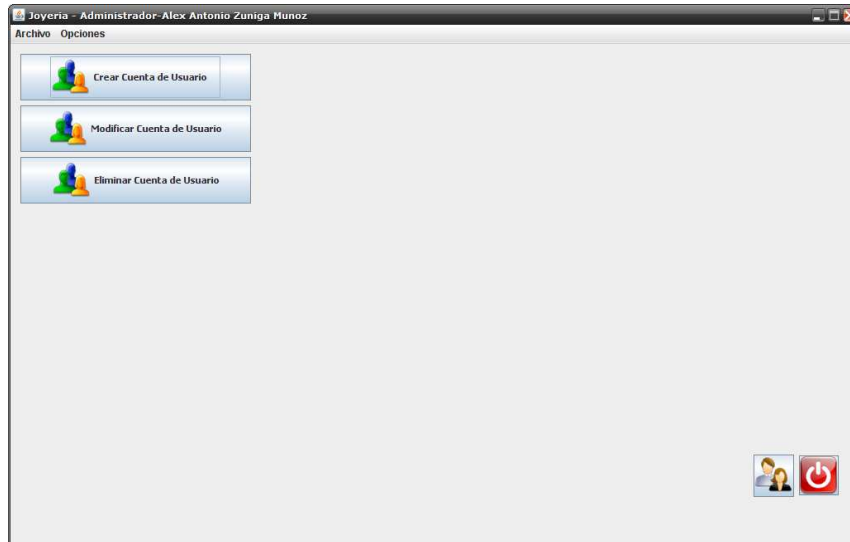 Joyeria - Administrador-Alex Antonio Zuniga Munoz
Archivo Opciones
Crear Cuenta de Usuario
Modificar Cuenta de Usuario
Eliminar Cuenta de Usuario